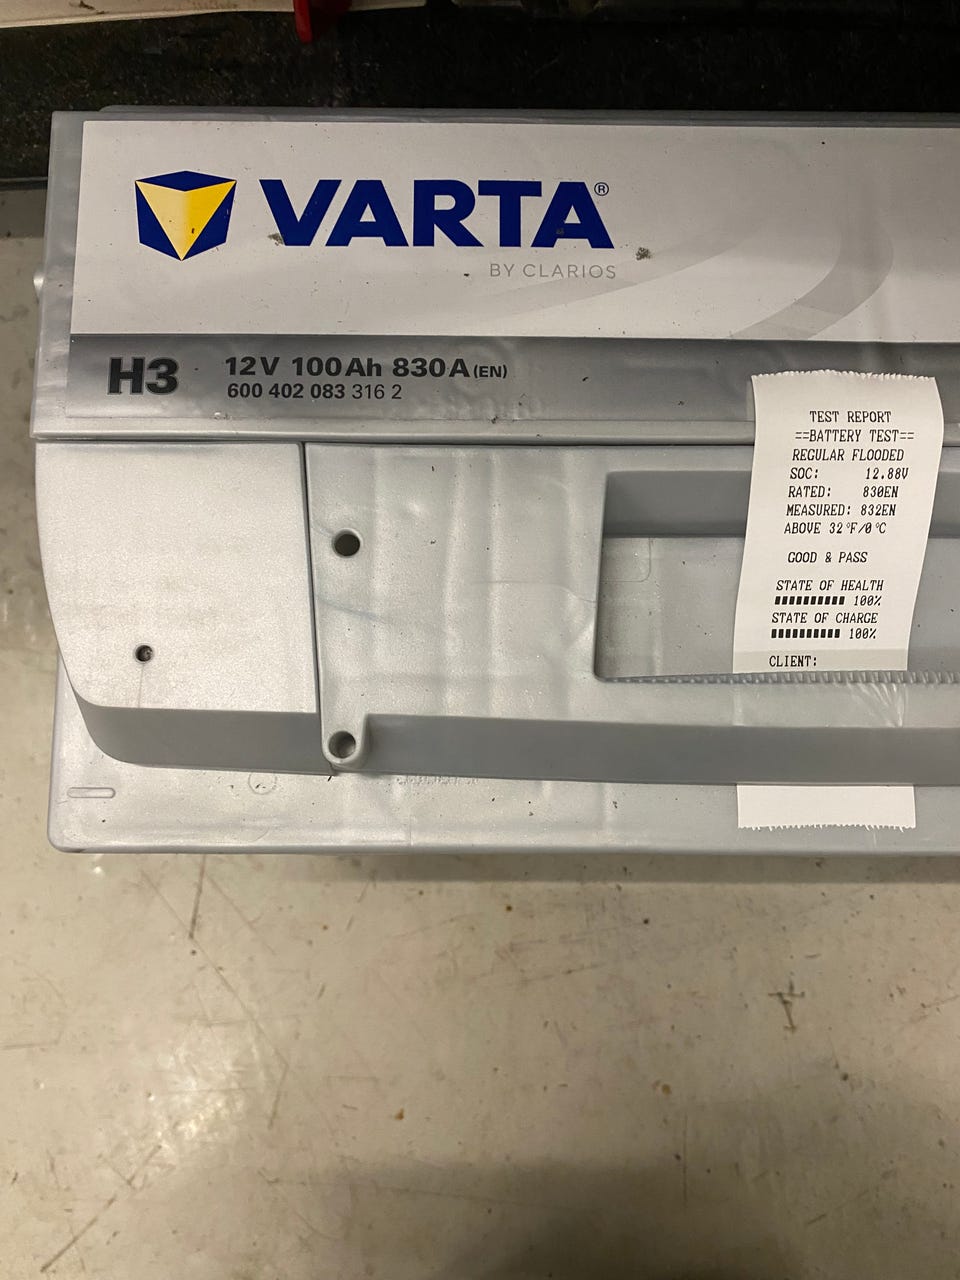 VARTA®
BY CLARIOS
H3
12V 100Ah 830A (EN)
600 402 083 316 2
TEST REPORT
==BATTERY TEST==
REGULAR FLOODED
SOC: 12.88V
RATED: 830EN
MEASURED: 832EN
ABOVE 32°F/0°C
GOOD & PASS
STATE OF HEALTH
100%
STATE OF CHARGE
100%
CLIENT: